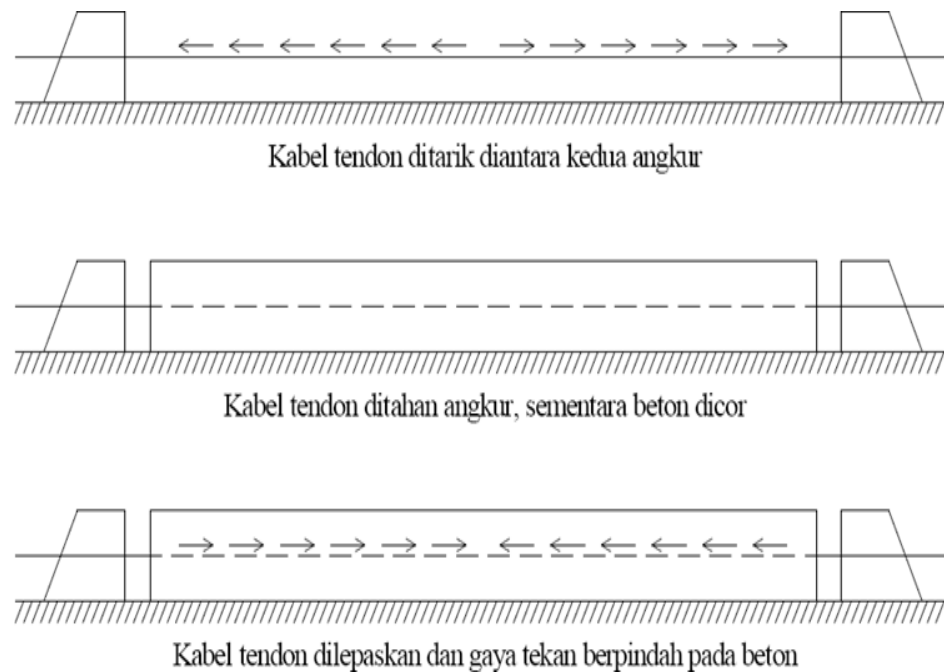 Kabel tendon ditarik diantara kedua angkur
Kabel tendon ditahan angkur, sementara beton dicor
Kabel tendon dilepaskan dan gaya tekan berpindah pada beton